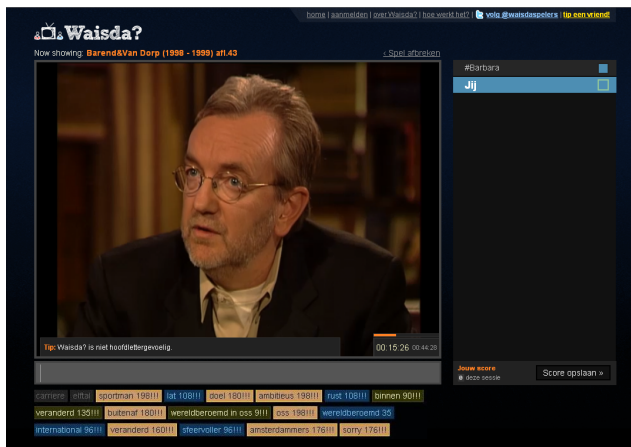 home | aanmelden | over Waisda? | hoe werkt het? | volg @waisdaspelers | tip een vriend!
Waisda?
Now showing: Barend&Van Dorp (1998 - 1999) afl.43
‹ Spel afbreken
#Barbara
Jij
Tip: Waisda? is niet hoofdlettergevoelig.
00:15:26 00:44:28
Jouw score
0 deze sessie
Score opslaan »
carriere elftal sportman 198!!! lat 108!!! doel 180!!! ambitieus 198!!! rust 108!!! binnen 90!!!
veranderd 135!!! buitenaf 180!!! wereldberoemd in oss 9!!! oss 198!!! wereldberoemd 35
international 96!!! veranderd 160!!! sfeervoller 96!!! amsterdammers 176!!! sorry 176!!!